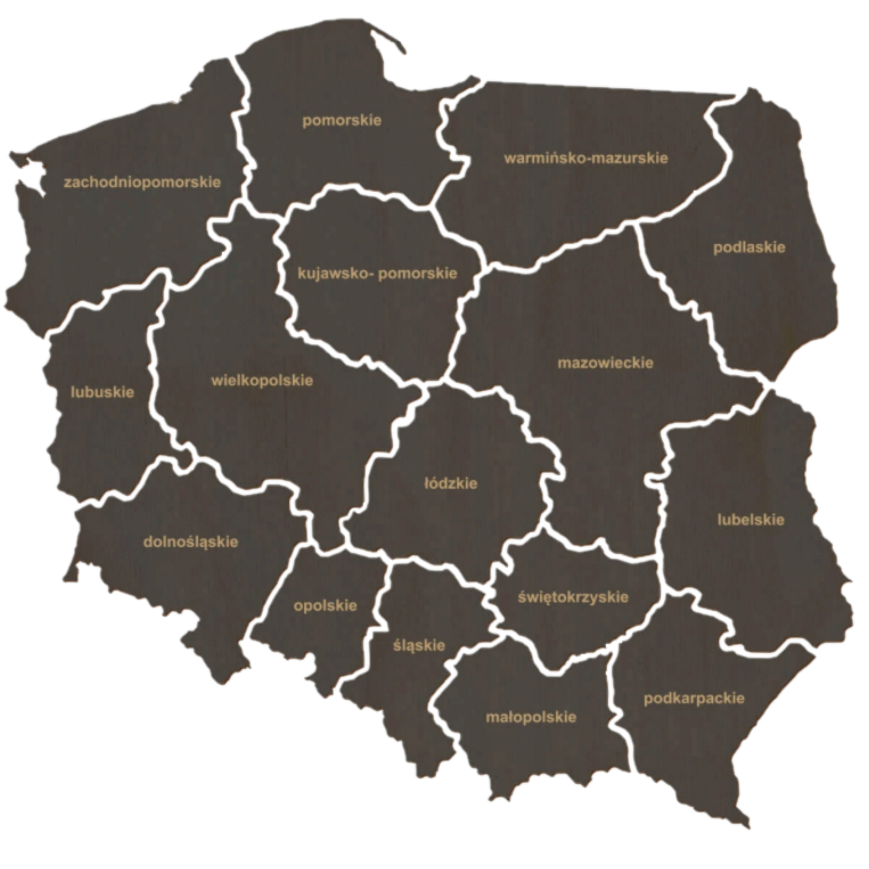 pomorskie
warmińsko-mazurskie
zachodniopomorskie
podlaskie
kujawsko- pomorskie
mazowieckie
wielkopolskie
lubuskie
łódzkie
lubelskie
dolnośląskie
świętokrzyskie
opolskie
śląskie
podkarpackie
małopolskie